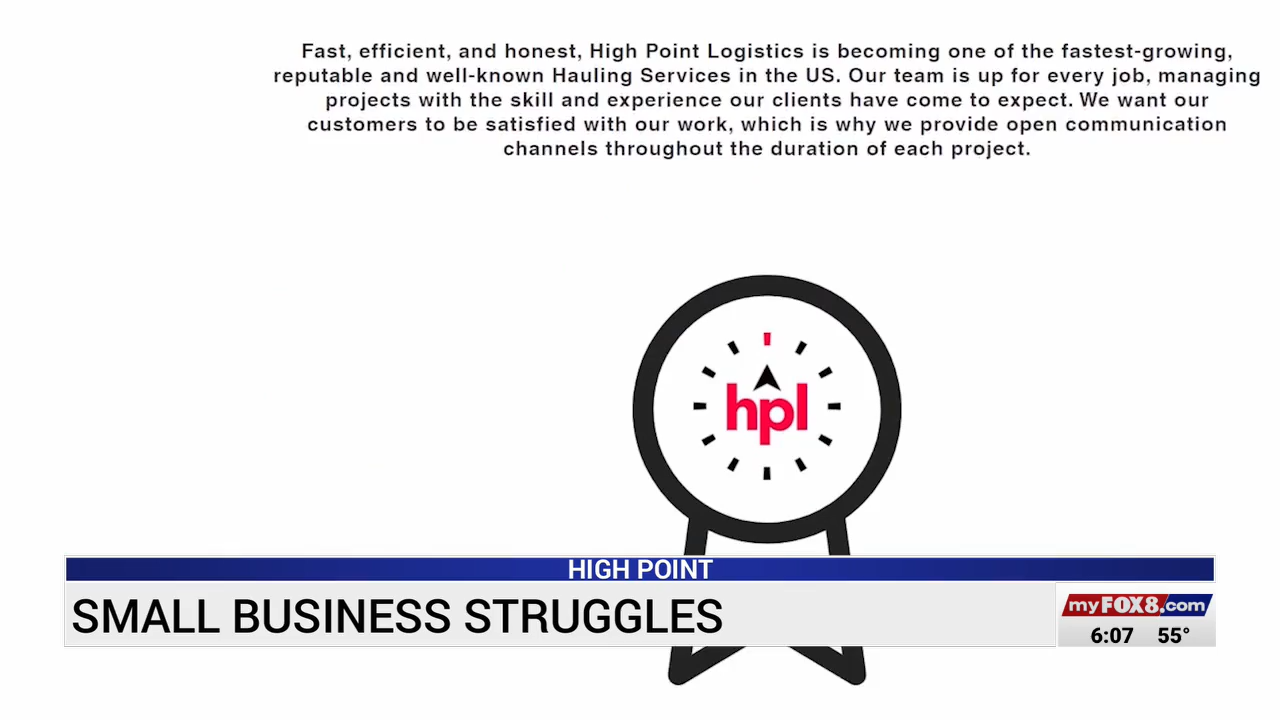 Fast, efficient, and honest, High Point Logistics is becoming one of the fastest-growing,
reputable and well-known Hauling Services in the US. Our team is up for every job, managing
projects with the skill and experience our clients have come to expect. We want our
customers to be satisfied with our work, which is why we provide open communication
channels throughout the duration of each project.
hpl
HIGH POINT
SMALL BUSINESS STRUGGLES
myFOX8.com
6:07 55°